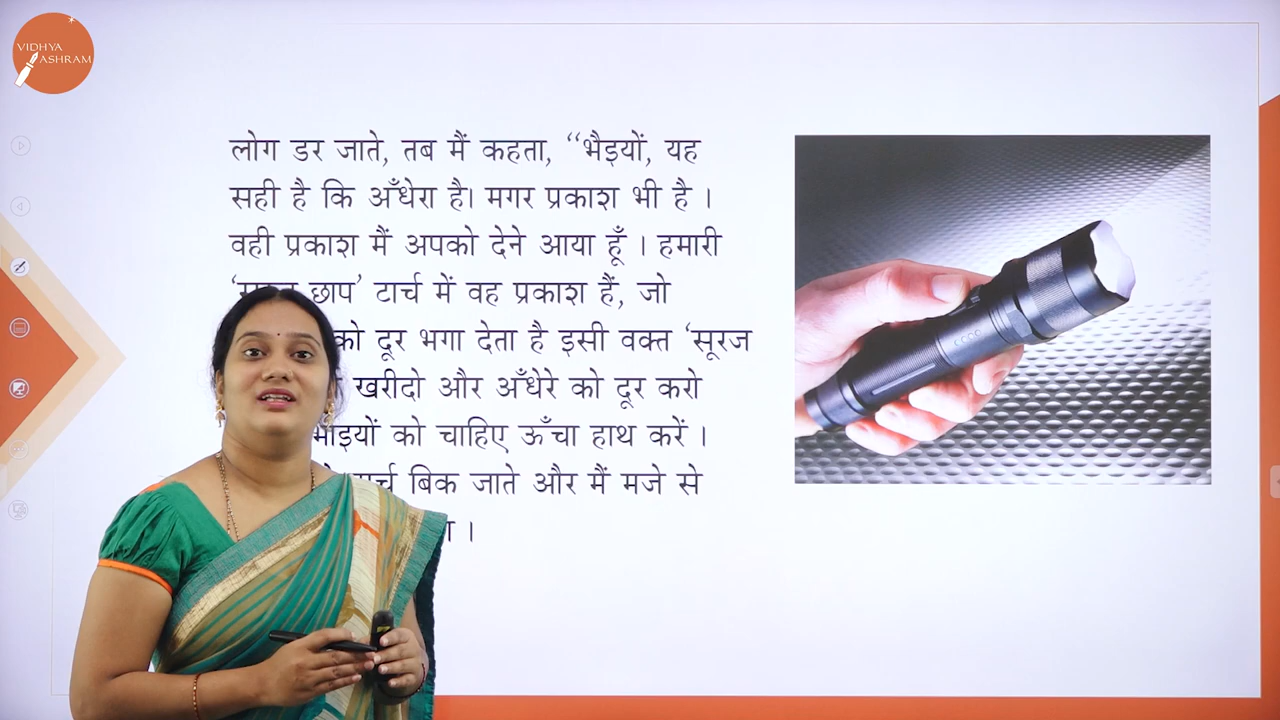 VIDHYA
ASHRAM
लोग डर जाते, तब मैं कहता, “भैइयों, यह
सही है कि अँधेरा है। मगर प्रकाश भी है ।
वही प्रकाश मैं अपको देने आया हूँ । हमारी
छाप’ टार्च में वह प्रकाश हैं, जो
को दूर भगा देता है इसी वक्त ‘सूरज
खरीदो और अँधेरे को दूर करो
भाइयों को चाहिए ऊँचा हाथ करें ।
बिक जाते और मैं मजे से